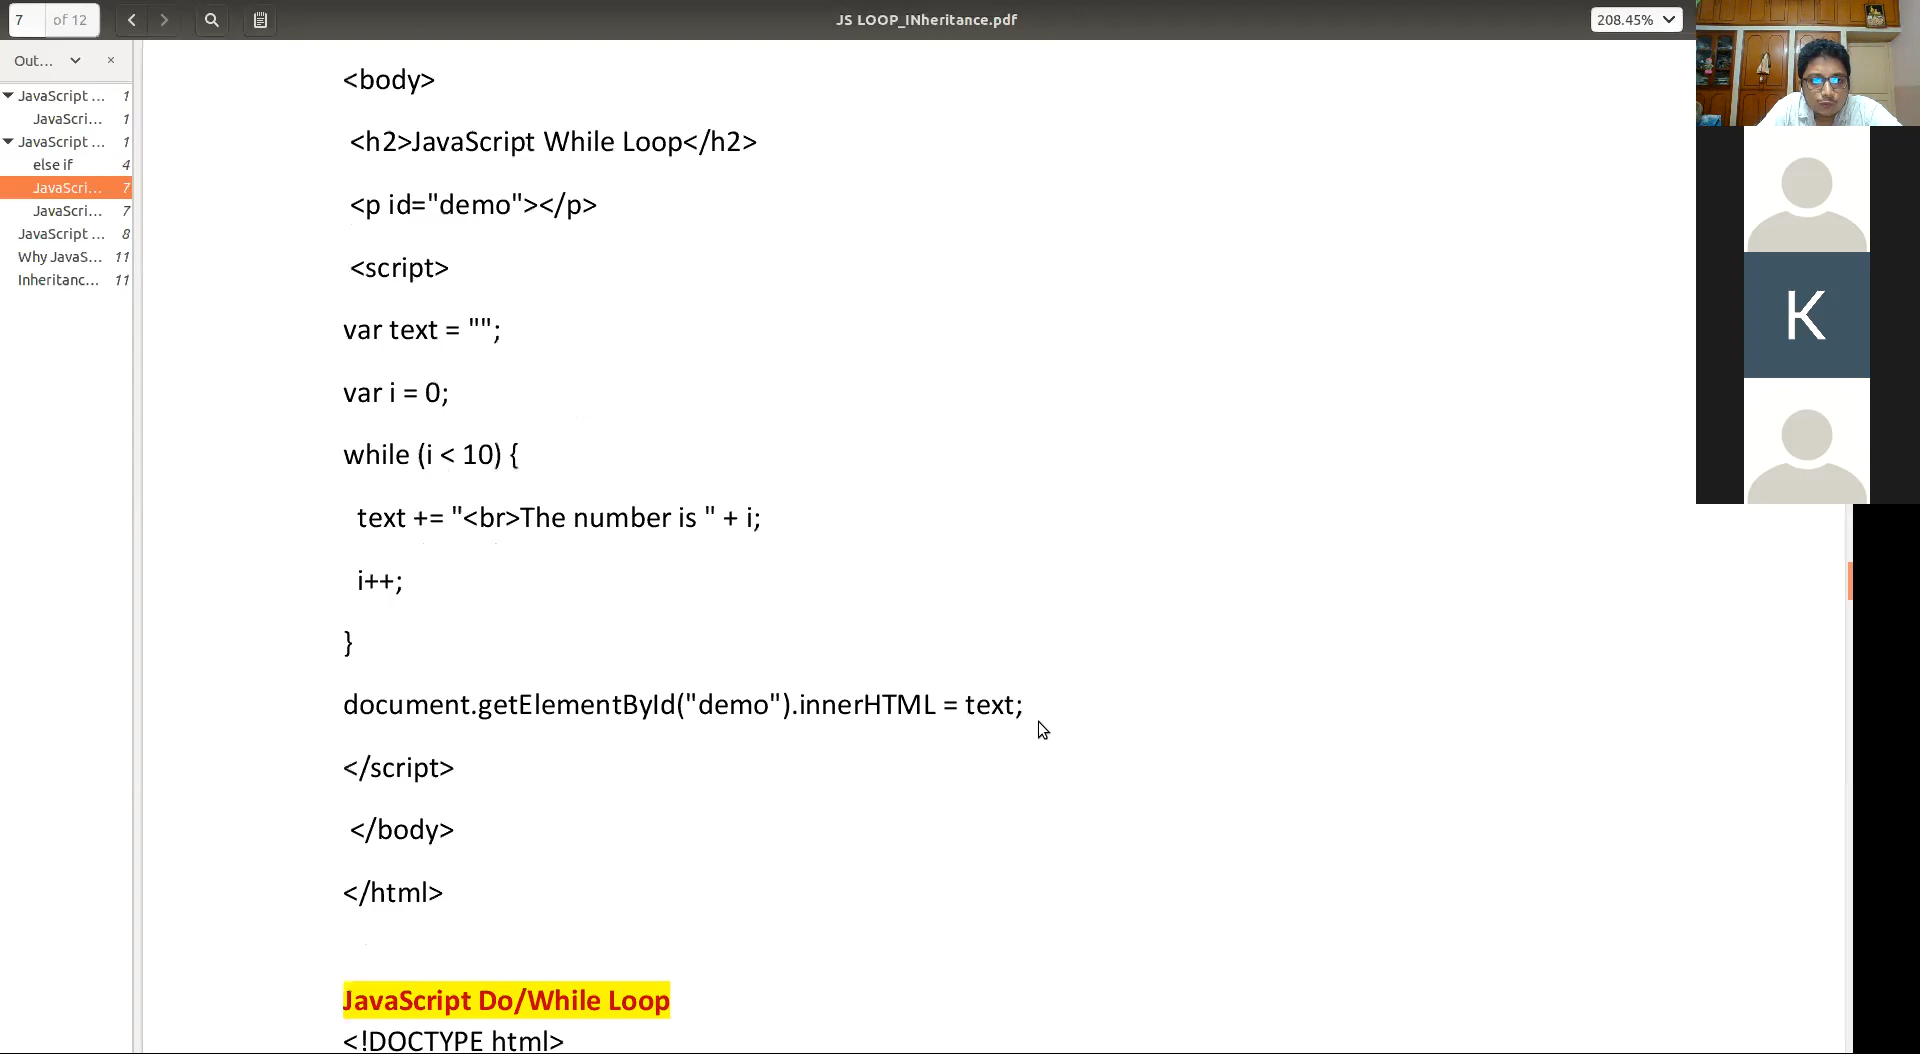 7 of 12
JS LOOP_INheritance.pdf
208.45%
Out...
JavaScript ... 1
JavaScri... 1
JavaScript ... 1
else if 4
JavaScri... 7
JavaScri... 7
JavaScript ... 8
Why JavaS... 11
Inheritanc... 11
<body>
<h2>JavaScript While Loop</h2>
<p id="demo"></p>
<script>
var text = "";
var i = 0;
while (i < 10) {
text += "<br>The number is " + i;
i++;
}
document.getElementById("demo").innerHTML = text;
</script>
</body>
</html>
JavaScript Do/While Loop
<!DOCTYPE html>
K